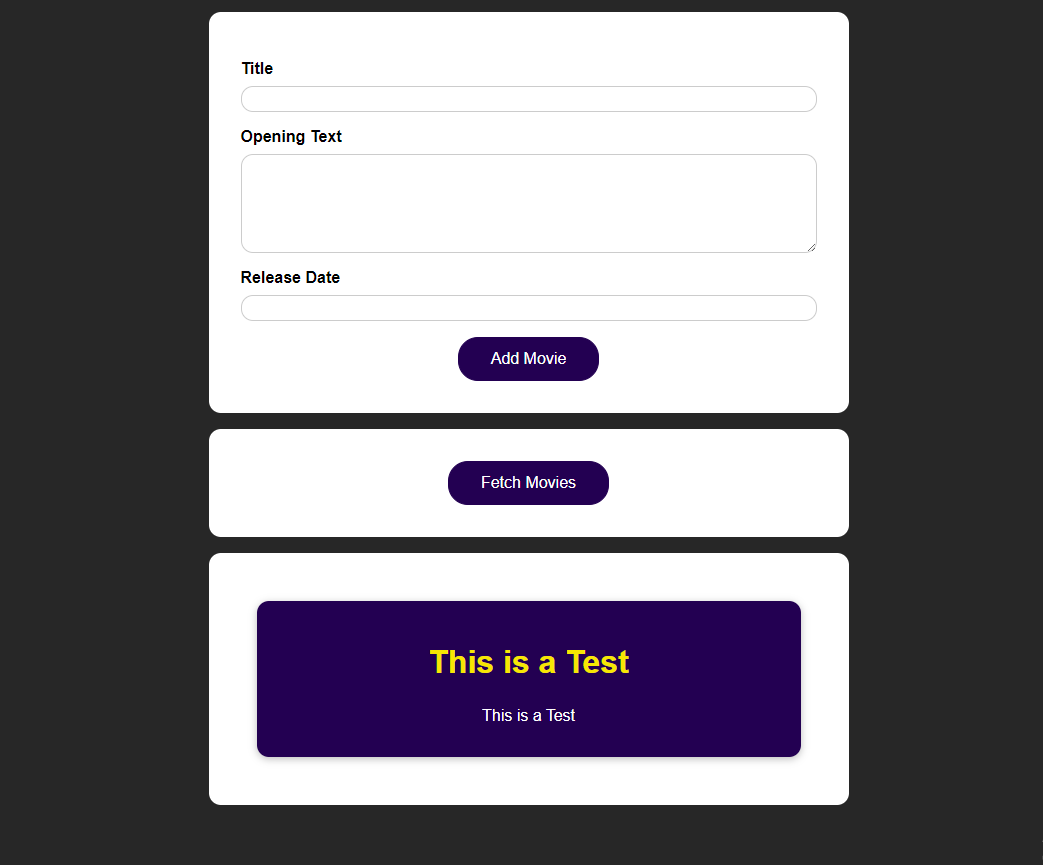 Title
Opening Text
Release Date
Add Movie
Fetch Movies
This is a Test
This is a Test